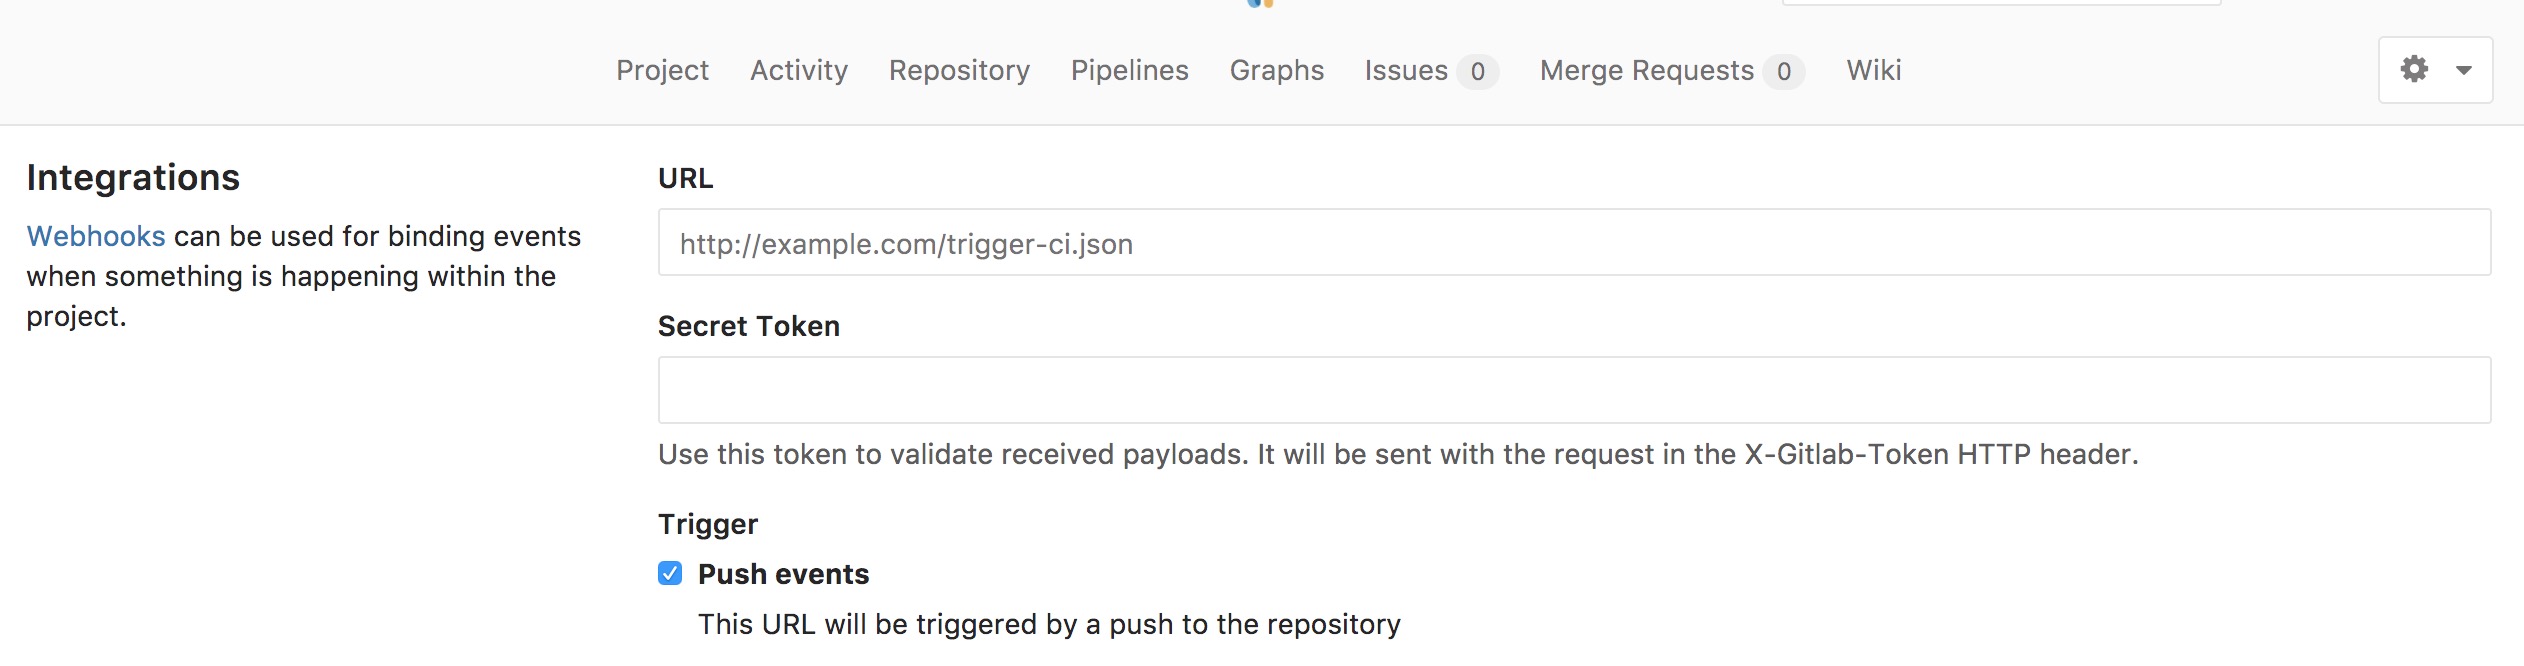 Project Activity Repository Pipelines Graphs Issues 0 Merge Requests 0 Wiki
Integrations
Webhooks can be used for binding events
when something is happening within the
project.
URL
http://example.com/trigger-ci.json
Secret Token
Use this token to validate received payloads. It will be sent with the request in the X-Gitlab-Token HTTP header.
Trigger
Push events
This URL will be triggered by a push to the repository